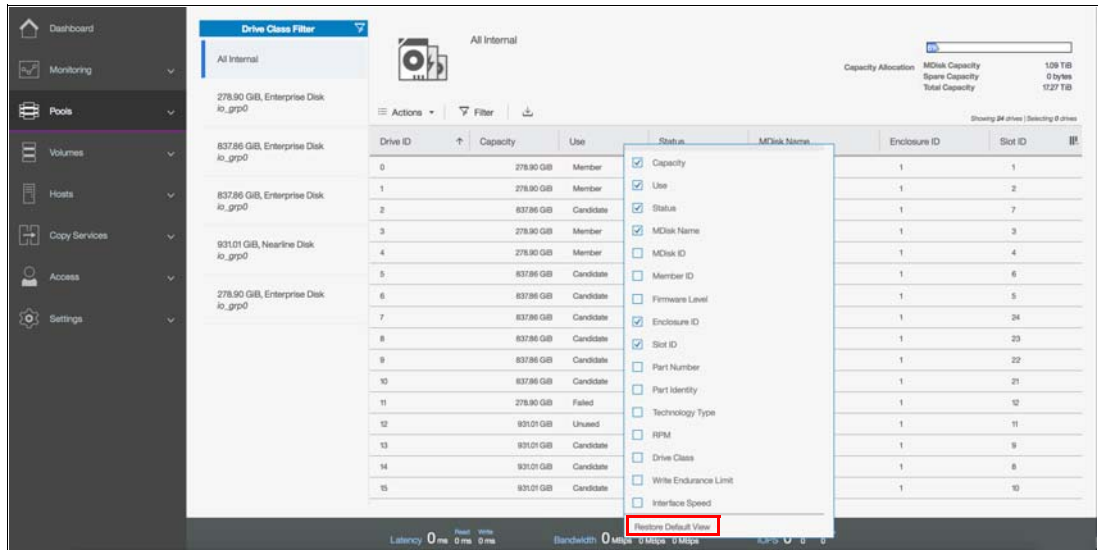 Dashboard
Monitoring
Pools
Volumes
Hosts
Copy Services
Access
Settings
Drive Class Filter
All Internal
278.90 GiB, Enterprise Disk
io_grp0
837.86 GiB, Enterprise Disk
io_grp0
837.86 GiB, Enterprise Disk
io_grp0
931.01 GiB, Nearline Disk
io_grp0
278.90 GiB, Enterprise Disk
io_grp0
All Internal
Capacity Allocation
MDisk Capacity 1.09 TiB
Spare Capacity 0 bytes
Total Capacity 17.27 TiB
Actions Filter
Showing 24 drives | Selecting 0 drives
Drive ID Capacity Use Status MDisk Name Enclosure ID Slot ID
0 278.90 GiB Member 1 1
1 278.90 GiB Member 1 2
2 837.86 GiB Candidate 1 7
3 278.90 GiB Member 1 3
4 278.90 GiB Member 1 4
5 837.86 GiB Candidate 1 6
6 837.86 GiB Candidate 1 5
7 837.86 GiB Candidate 1 24
8 837.86 GiB Candidate 1 23
9 837.86 GiB Candidate 1 22
10 837.86 GiB Candidate 1 21
11 278.90 GiB Failed 1 12
12 931.01 GiB Unused 1 11
13 931.01 GiB Candidate 1 9
14 931.01 GiB Candidate 1 8
15 931.01 GiB Candidate 1 10
Capacity
Use
Status
MDisk Name
MDisk ID
Member ID
Firmware Level
Enclosure ID
Slot ID
Part Number
Part Identity
Technology Type
RPM
Drive Class
Write Endurance Limit
Interface Speed
Restore Default View
Read Write
Latency 0 ms 0 ms 0 ms
Bandwidth 0 MBps 0 MBps 0 MBps
IOPS 0 0 0